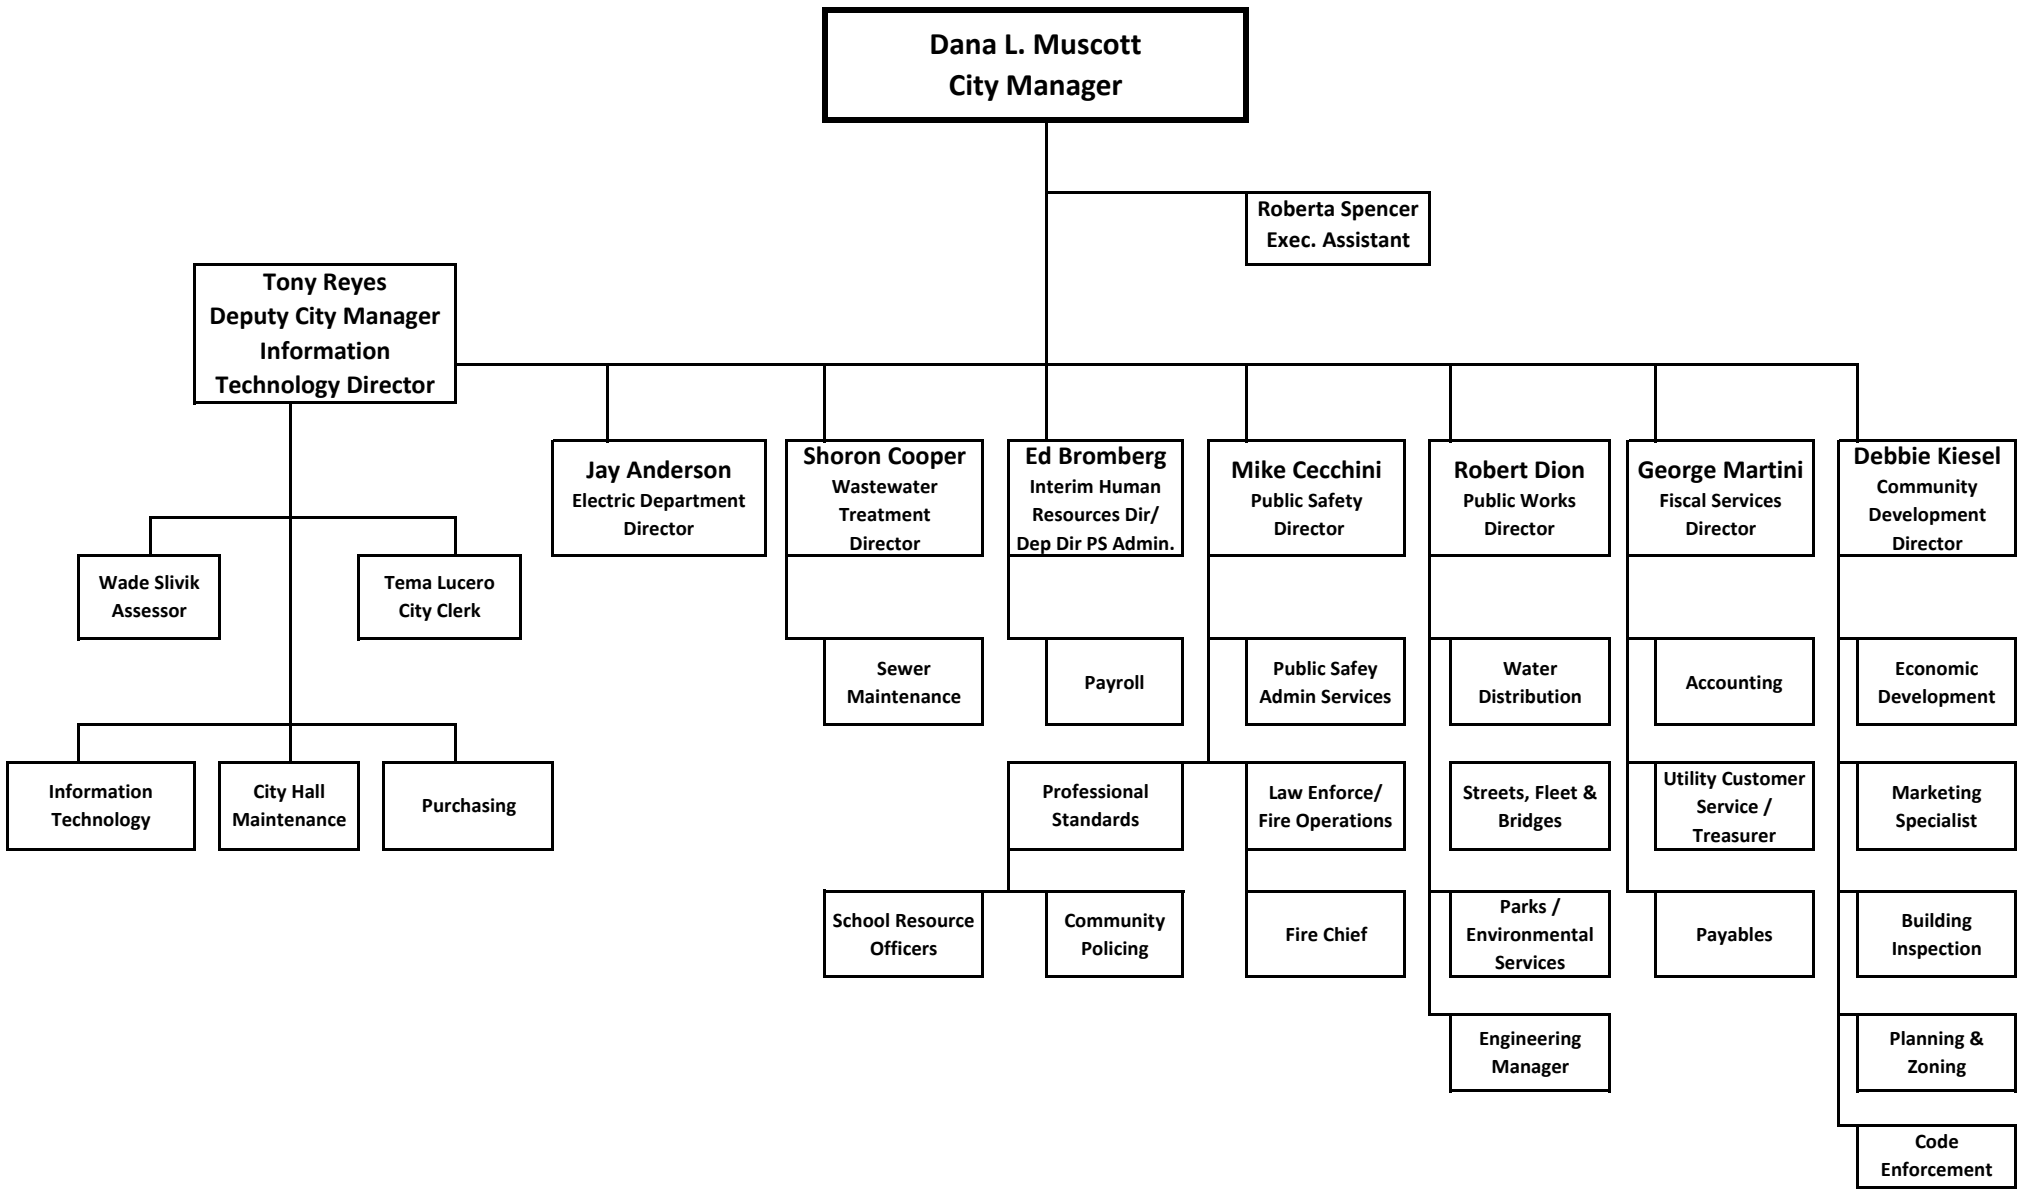 Dana L. Muscott
City Manager
Roberta Spencer
Exec. Assistant
Tony Reyes
Deputy City Manager
Information
Technology Director
Jay Anderson
Electric Department
Director
Shoron Cooper
Wastewater
Treatment
Director
Ed Bromberg
Interim Human
Resources Dir/
Dep Dir PS Admin.
Mike Cecchini
Public Safety
Director
Robert Dion
Public Works
Director
George Martini
Fiscal Services
Director
Debbie Kiesel
Community
Development
Director
Wade Slivik
Assessor
Tema Lucero
City Clerk
Sewer
Maintenance
Payroll
Public Safey
Admin Services
Water
Distribution
Accounting
Economic
Development
Information
Technology
City Hall
Maintenance
Purchasing
Professional
Standards
Law Enforce/
Fire Operations
Streets, Fleet &
Bridges
Utility Customer
Service /
Treasurer
Marketing
Specialist
School Resource
Officers
Community
Policing
Fire Chief
Parks /
Environmental
Services
Payables
Building
Inspection
Engineering
Manager
Planning &
Zoning
Code
Enforcement